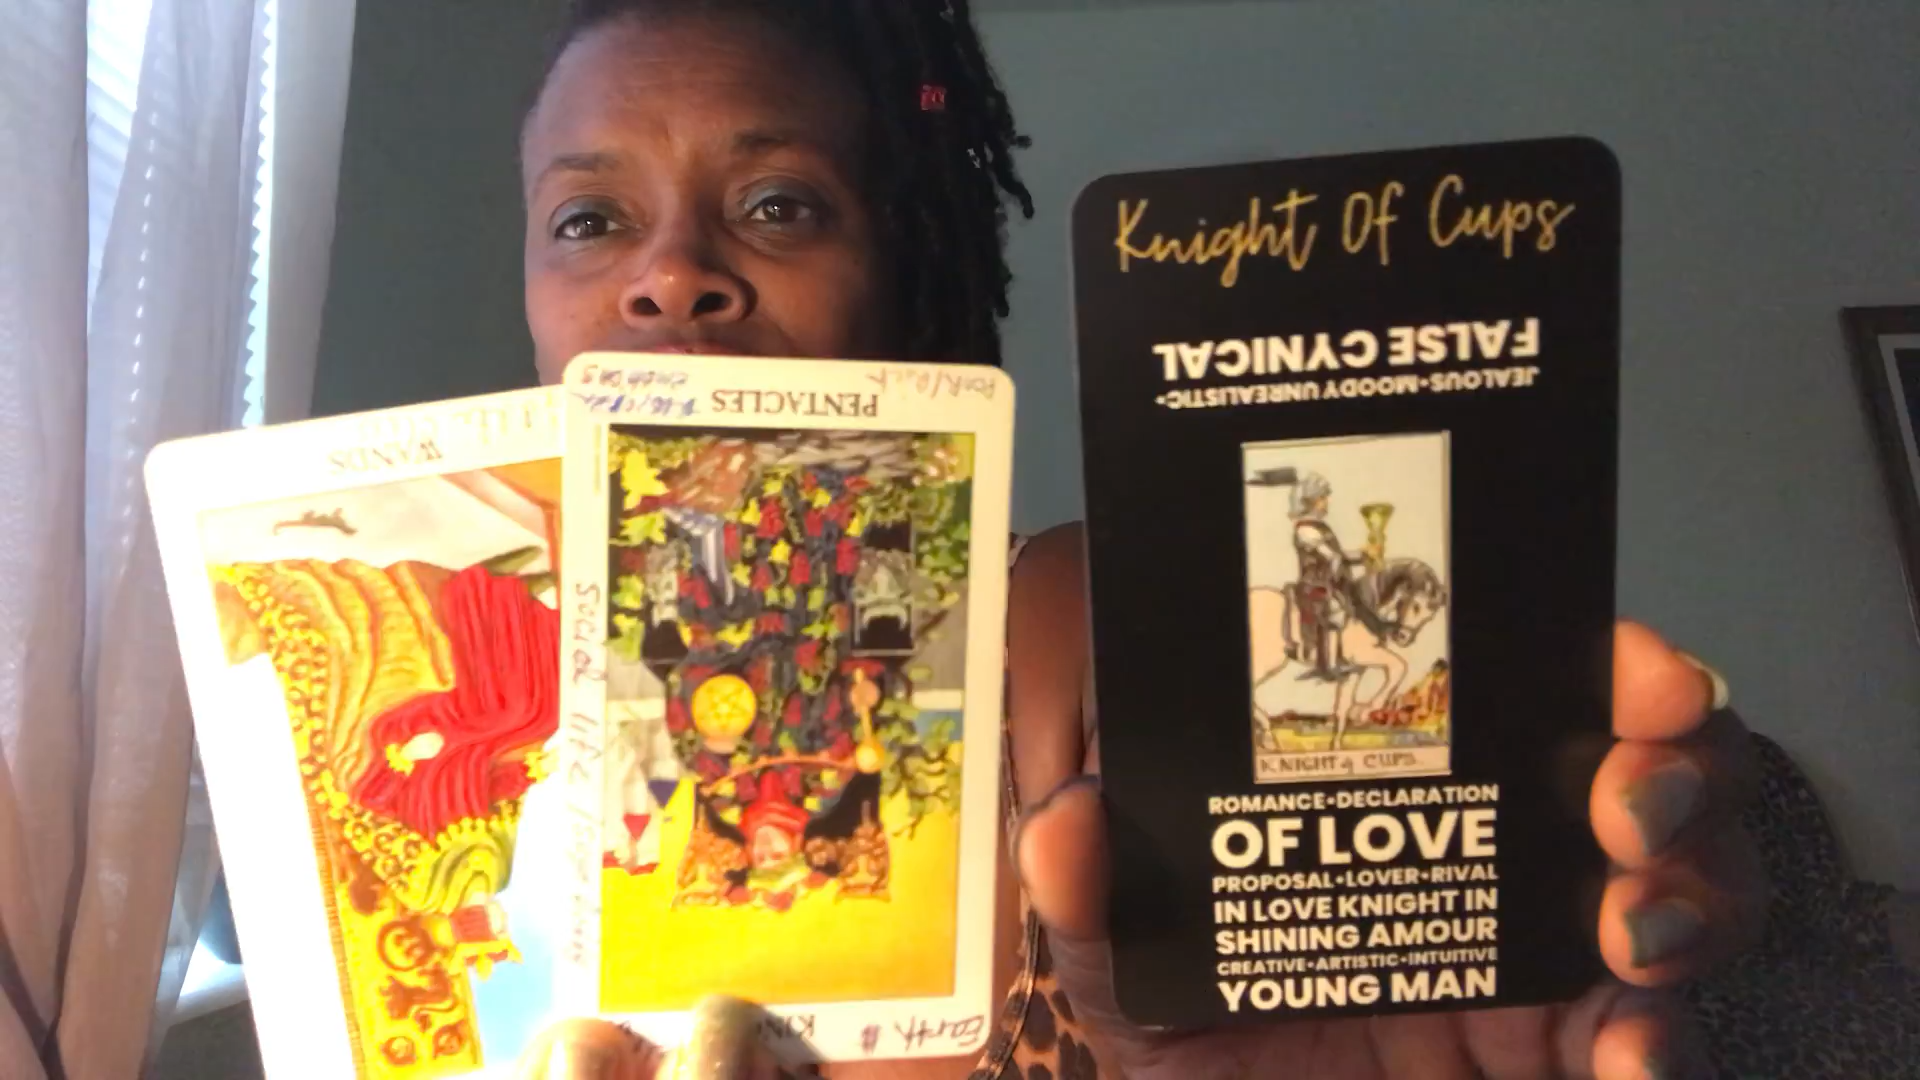 WANDS
PENTACLES
Social life
KIN
Earth
Knight Of Cups
FALSE CYNICAL
JEALOUS•MOODY UNREALISTIC•
KNIGHT of CUPS.
ROMANCE•DECLARATION
OF LOVE
PROPOSAL•LOVER•RIVAL
IN LOVE KNIGHT IN
SHINING AMOUR
CREATIVE•ARTISTIC•INTUITIVE
YOUNG MAN